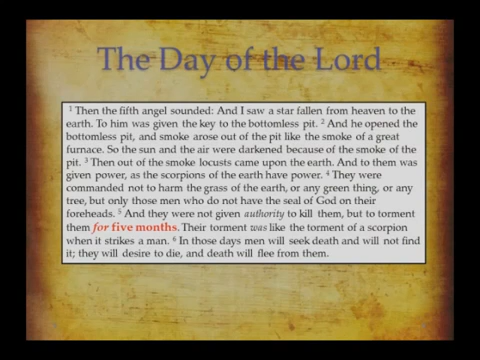 The Day of the Lord
1 Then the fifth angel sounded: And I saw a star fallen from heaven to the
earth. To him was given the key to the bottomless pit. 2 And he opened the
bottomless pit, and smoke arose out of the pit like the smoke of a great
furnace. So the sun and the air were darkened because of the smoke of the
pit. 3 Then out of the smoke locusts came upon the earth. And to them was
given power, as the scorpions of the earth have power. 4 They were
commanded not to harm the grass of the earth, or any green thing, or any
tree, but only those men who do not have the seal of God on their
foreheads. 5 And they were not given authority to kill them, but to torment
them for five months. Their torment was like the torment of a scorpion
when it strikes a man. 6 In those days men will seek death and will not find
it; they will desire to die, and death will flee from them.